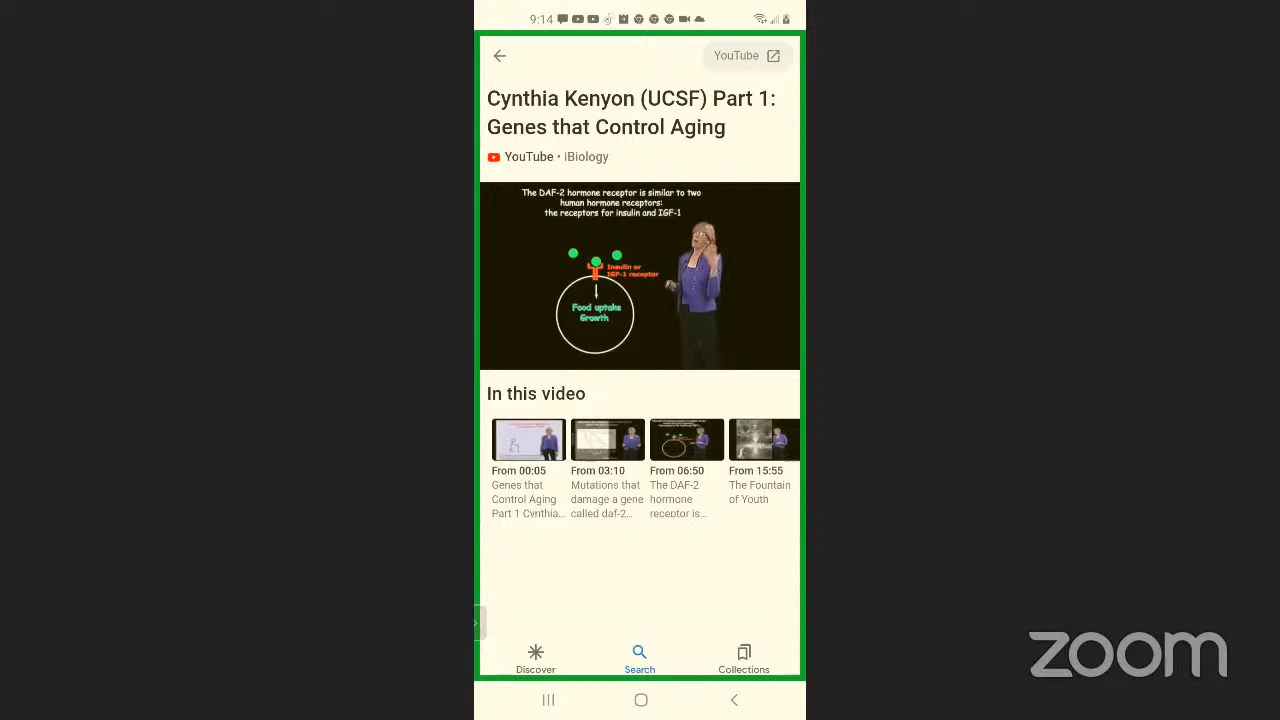 9:14
YouTube
Cynthia Kenyon (UCSF) Part 1:
Genes that Control Aging
YouTube • iBiology
The DAF-2 hormone receptor is similar to two
human hormone receptors:
the receptors for insulin and IGF-1
Insulin or
IGF-1 receptor
Food uptake
Growth
In this video
From 00:05
Genes that
Control Aging
Part 1 Cynthia...
From 03:10
Mutations that
damage a gene
called daf-2...
From 06:50
The DAF-2
hormone
receptor is...
From 15:55
The Fountain
of Youth
Discover
Search
Collections
zoom